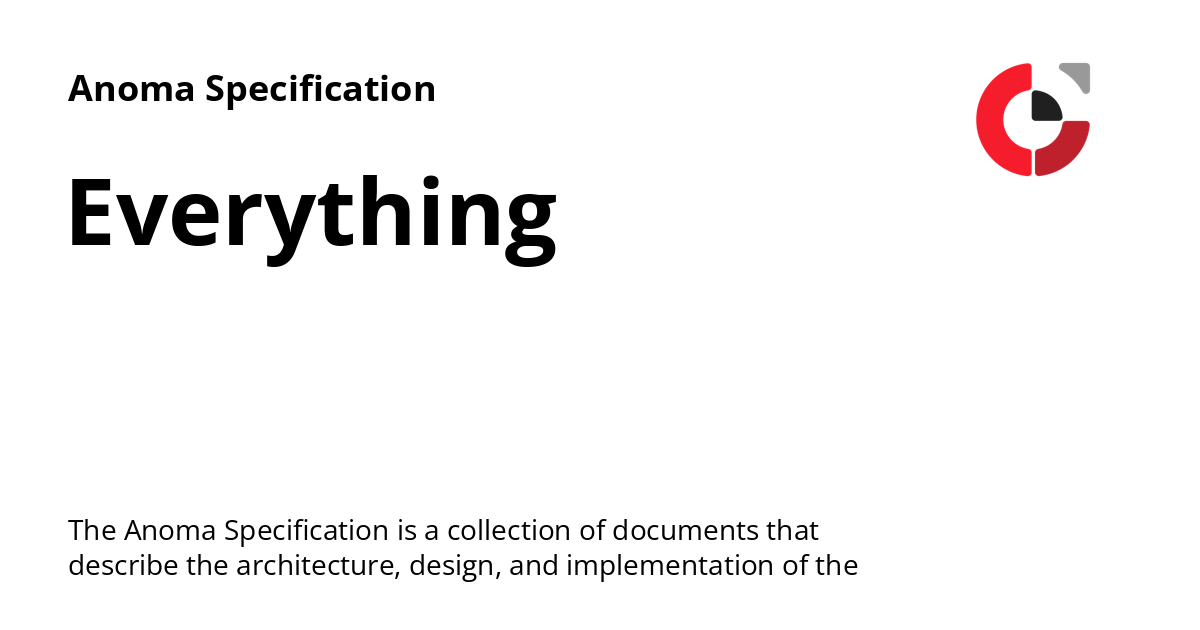 Anoma Specification
Everything
The Anoma Specification is a collection of documents that
describe the architecture, design, and implementation of the